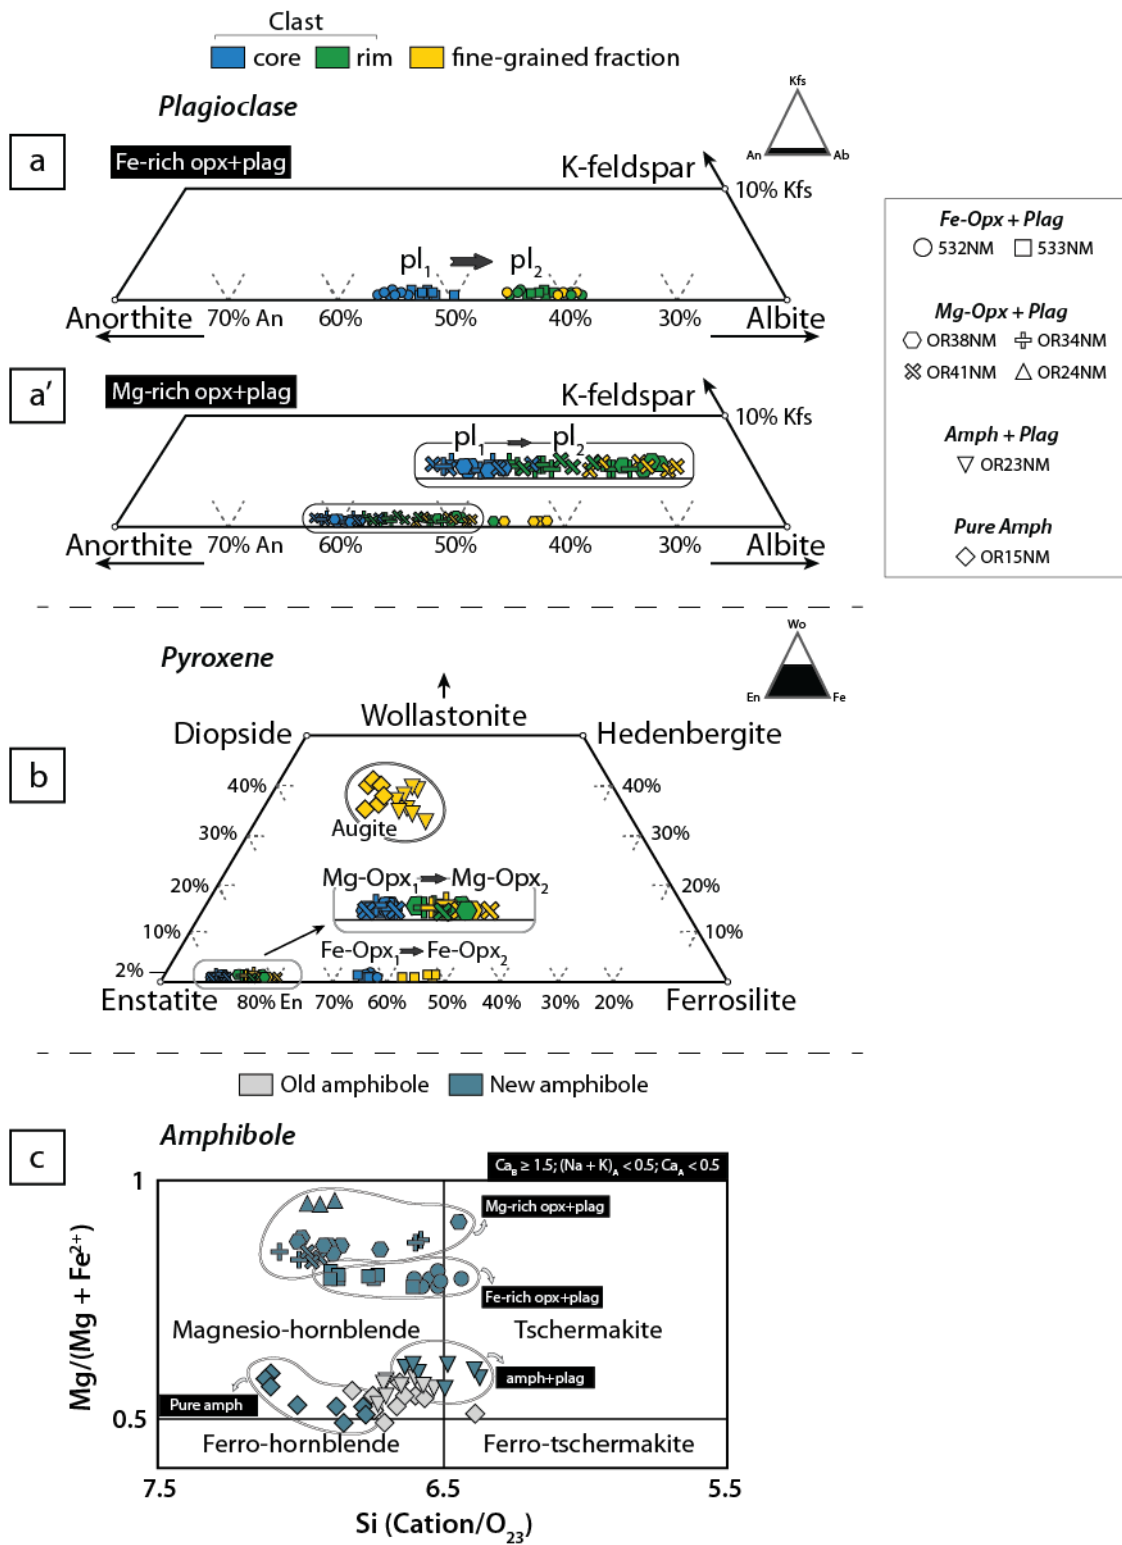 Clast
core rim fine-grained fraction
Plagioclase
Kfs
An Ab
a
Fe-rich opx+plag
K-feldspar
10% Kfs
pl1 pl2
Anorthite 70% An 60% 50% 40% 30% Albite
a′
Mg-rich opx+plag
K-feldspar
10% Kfs
pl1 pl2
Anorthite 70% An 60% 50% 40% 30% Albite
Fe-Opx + Plag
532NM 533NM
Mg-Opx + Plag
OR38NM OR34NM
OR41NM OR24NM
Amph + Plag
OR23NM
Pure Amph
OR15NM
Pyroxene
Wo
En Fe
b
Wollastonite
Diopside Hedenbergite
40% 40%
Augite
30% 30%
Mg-Opx1 Mg-Opx2
20% 20%
10% 10%
Fe-Opx1 Fe-Opx2
2%
Enstatite 80% En 70% 60% 50% 40% 30% 20% Ferrosilite
Old amphibole New amphibole
c
Amphibole
CaB ≥ 1.5; (Na + K)A < 0.5; CaA < 0.5
1
Mg-rich opx+plag
Fe-rich opx+plag
Magnesio-hornblende Tschermakite
amph+plag
Pure amph
0.5
Ferro-hornblende Ferro-tschermakite
7.5 6.5 5.5
Si (Cation/O23)
Mg/(Mg + Fe2+)